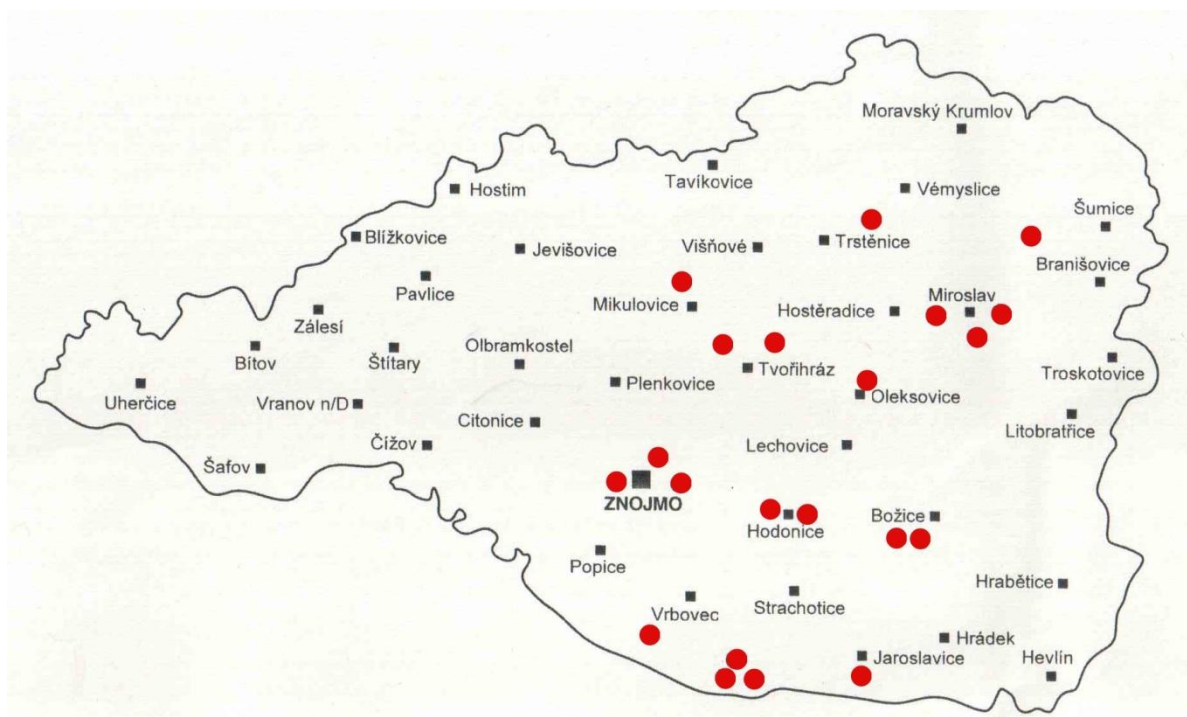 Moravský Krumlov
Tavíkovice
Hostim
Vémyslice
Šumice
Blížkovice
Jevišovice
Višňové
Trstěnice
Branišovice
Pavlice
Mikulovice
Hostěradice
Miroslav
Zálesí
Bítov
Štítary
Olbramkostel
Tvořihráz
Troskotovice
Uherčice
Vranov n/D
Plenkovice
Oleksovice
Litobratřice
Citonice
Čížov
Lechovice
Šafov
ZNOJMO
Hodonice
Božice
Popice
Hrabětice
Vrbovec
Strachotice
Hrádek
Jaroslavice
Hevlín